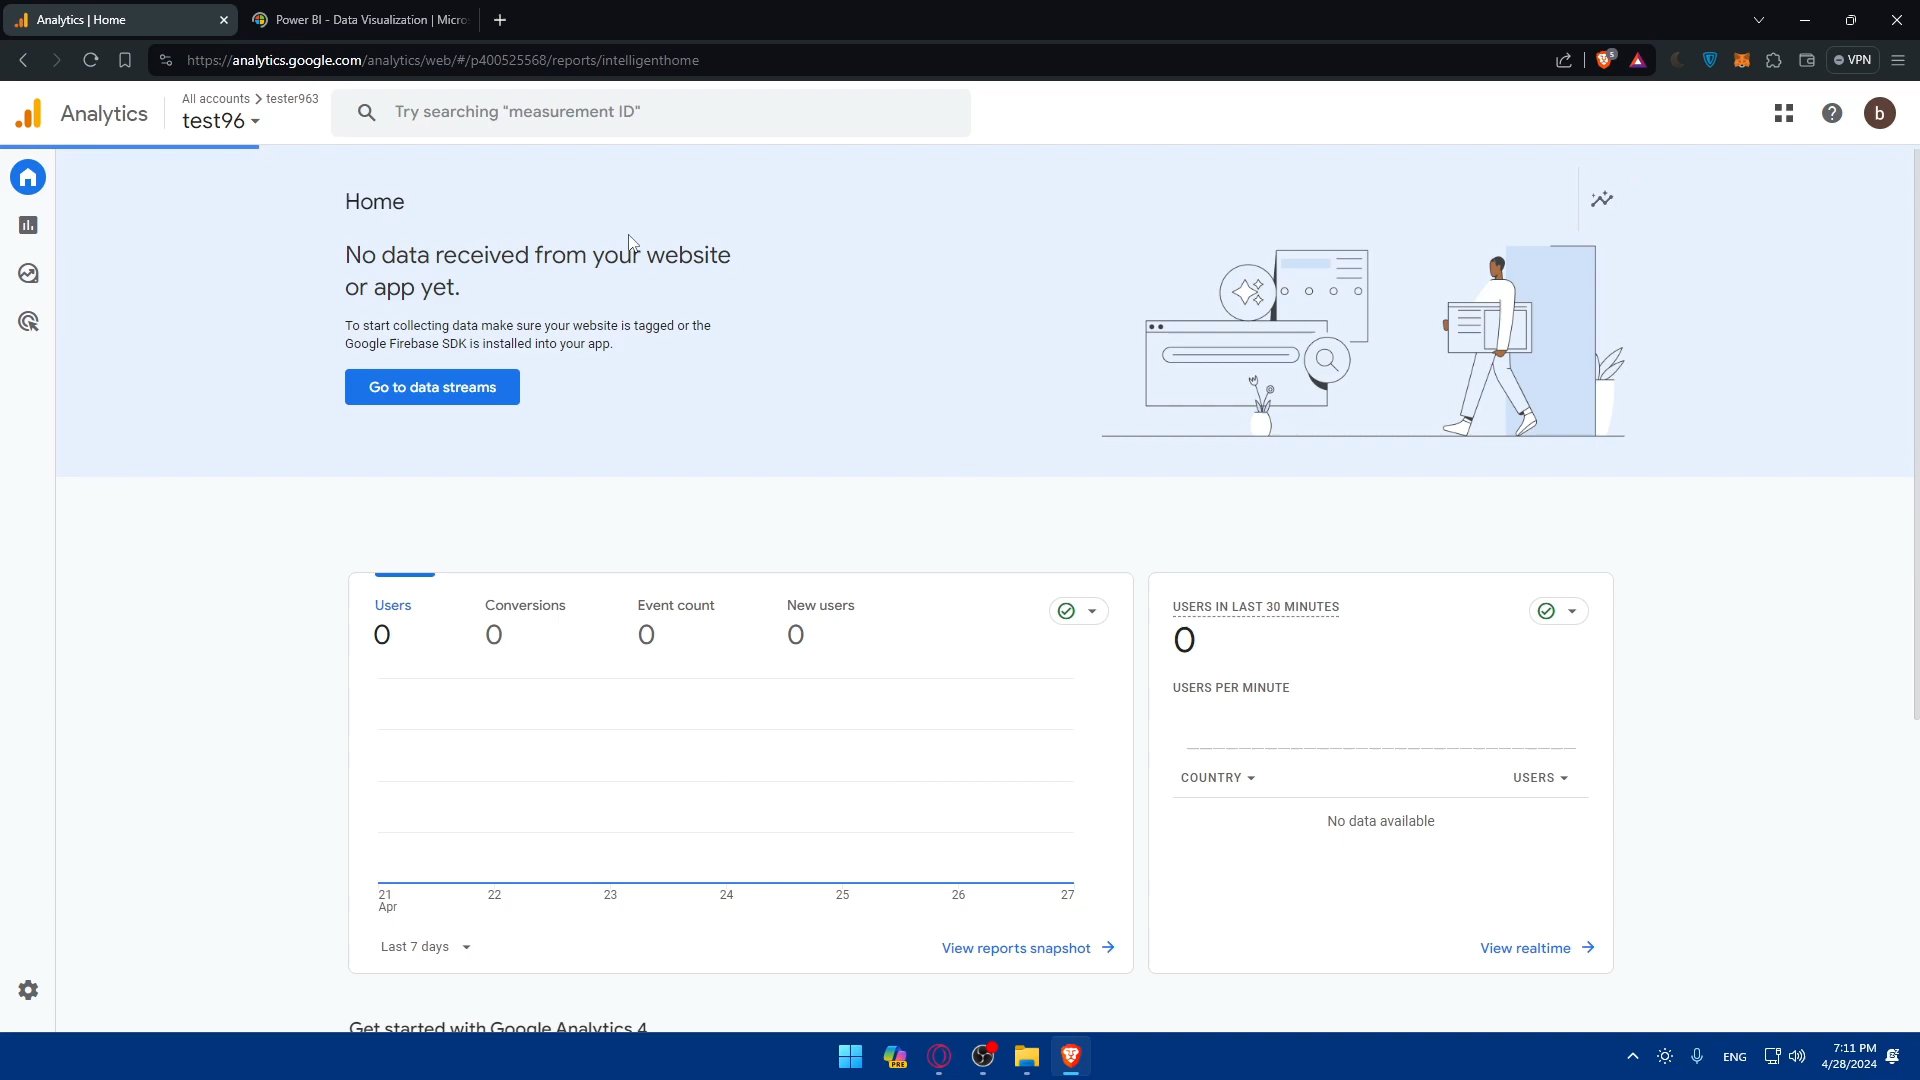 Analytics | Home
Power BI - Data Visualization | Micro
https://analytics.google.com/analytics/web/#/p400525568/reports/intelligenthome
5
VPN
Analytics
All accounts > tester963
test96
Try searching "measurement ID"
b
Home
No data received from your website
or app yet.
To start collecting data make sure your website is tagged or the
Google Firebase SDK is installed into your app.
Go to data streams
Users
0
Conversions
0
Event count
0
New users
0
21
Apr
22
23
24
25
26
27
Last 7 days
View reports snapshot
USERS IN LAST 30 MINUTES
0
USERS PER MINUTE
COUNTRY
USERS
No data available
View realtime
Get started with Google Analytics 4
PRE
ENG
7:11 PM
4/28/2024